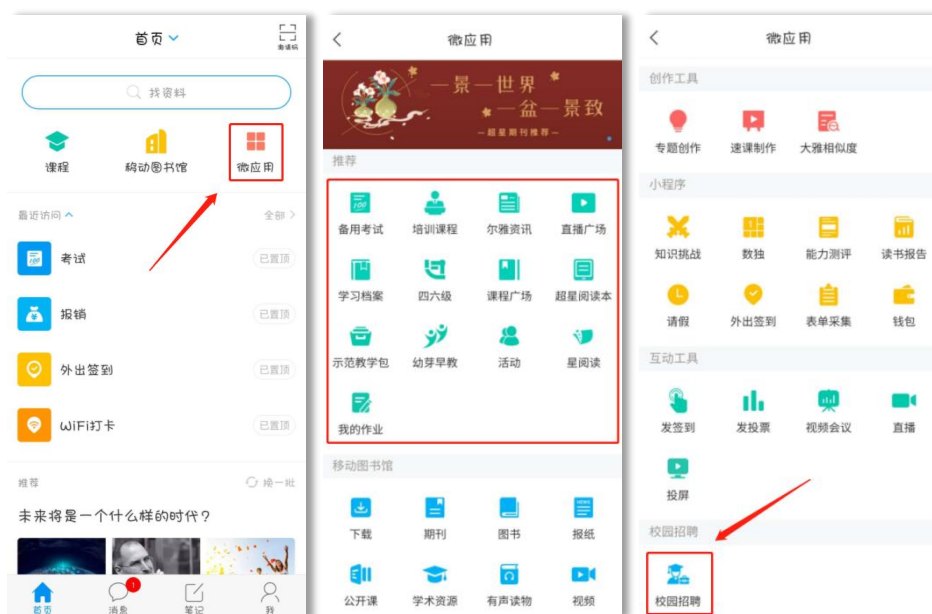 首页
邀请码
找资料
课程 移动图书馆 微应用
最近访问 全部
考试 已置顶
报销 已置顶
外出签到 已置顶
WiFi打卡 已置顶
推荐 换一批
未来将是一个什么样的时代？
1
首页 消息 笔记 我
微应用
一景一世界
一盆一景致
超星期刊推荐
推荐
100
备用考试 培训课程 尔雅资讯 直播广场
学习档案 四六级 课程广场 超星阅读本
示范教学包 幼芽早教 活动 星阅读
我的作业
移动图书馆
NEWS
下载 期刊 图书 报纸
公开课 学术资源 有声读物 视频
微应用
创作工具
专题创作 速课制作 大雅相似度
小程序
知识挑战 数独 能力测评 读书报告
请假 外出签到 表单采集 钱包
互动工具
发签到 发投票 视频会议 直播
投屏
校园招聘
校园招聘